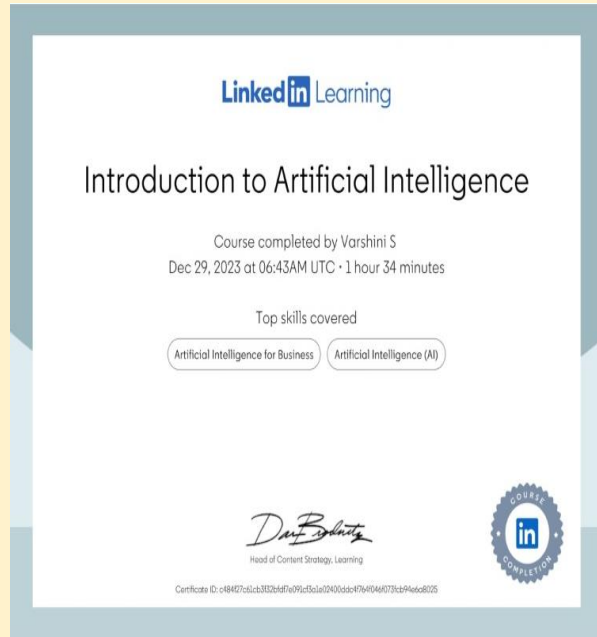 Linked in Learning
Introduction to Artificial Intelligence
Course completed by Varshini S
Dec 29, 2023 at 06:43AM UTC • 1 hour 34 minutes
Top skills covered
Artificial Intelligence for Business
Artificial Intelligence (AI)
Head of Content Strategy, Learning
COURSE
in
COMPLETION
Certificate ID: